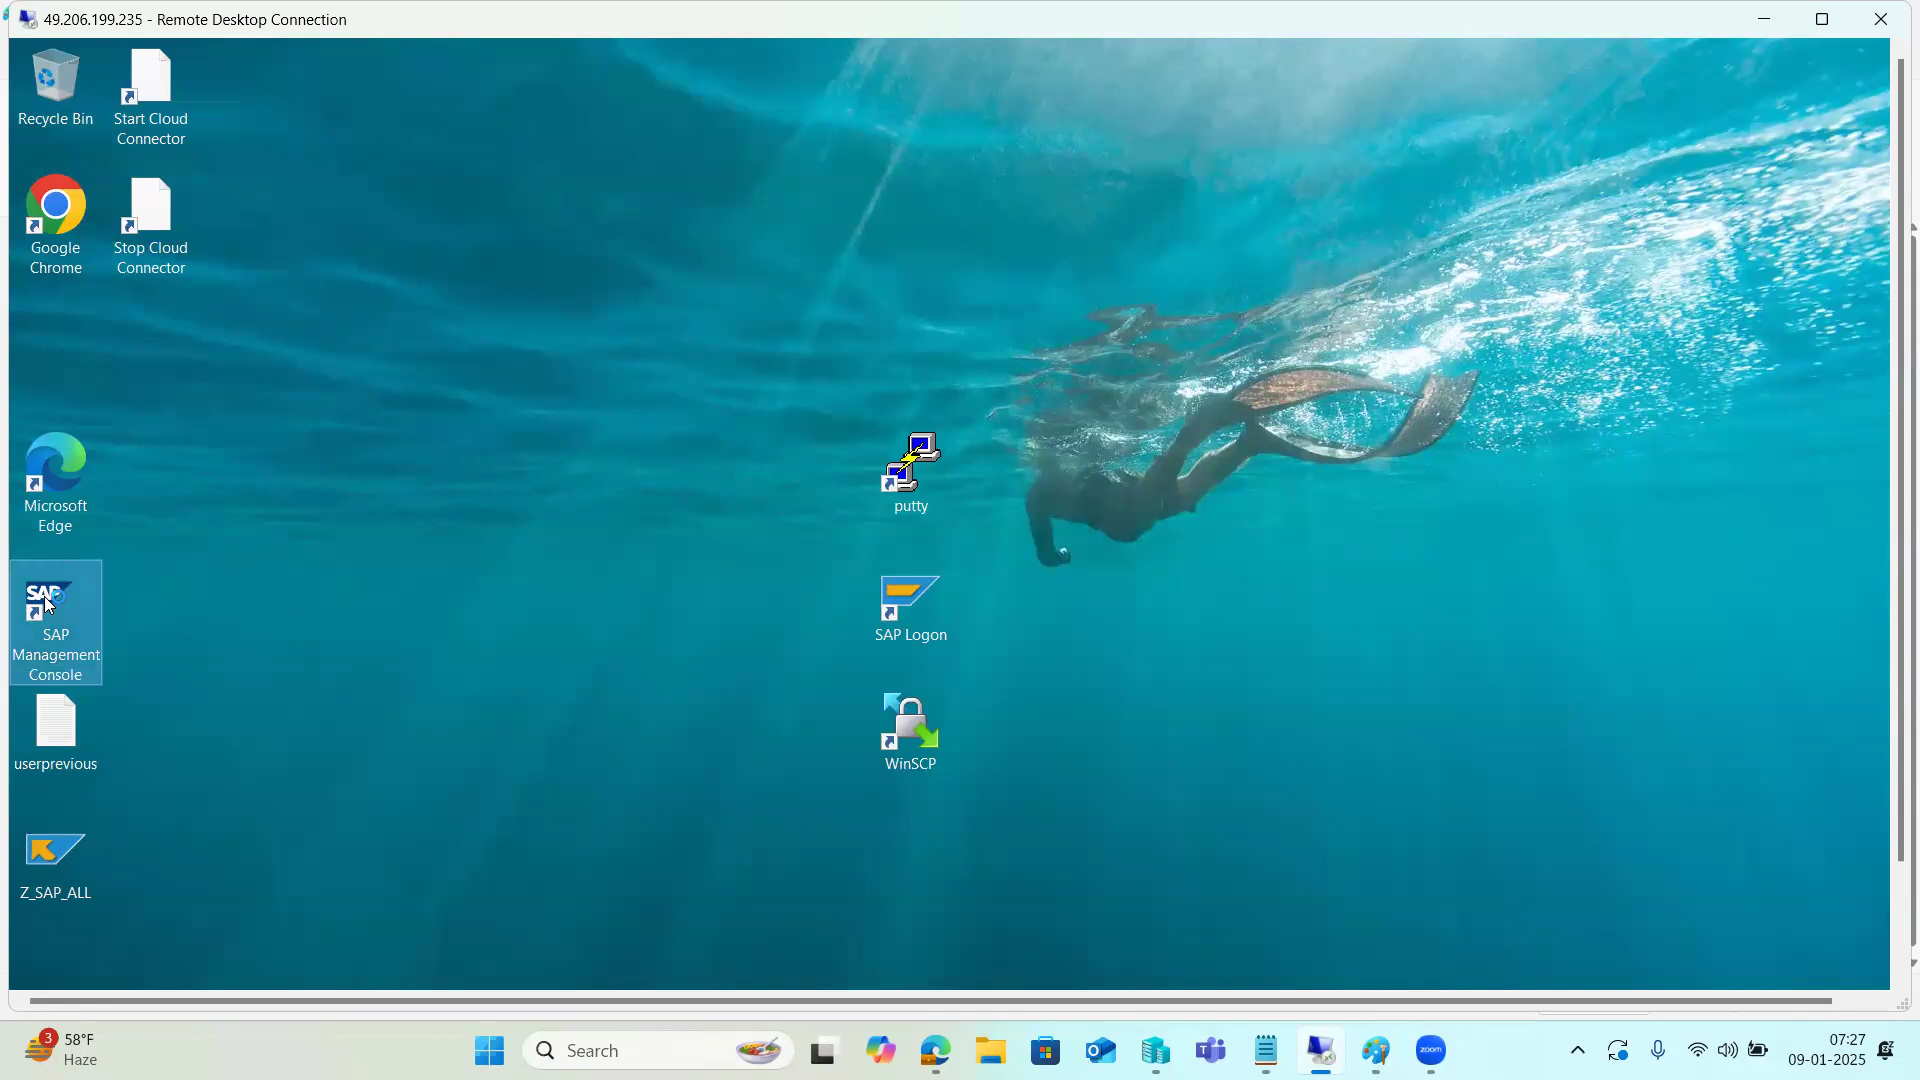 49.206.199.235 - Remote Desktop Connection
Recycle Bin
Start Cloud
Connector
Google
Chrome
Stop Cloud
Connector
Microsoft
Edge
putty
SAP
SAP
Management
Console
SAP Logon
userprevious
WinSCP
Z_SAP_ALL
3
58°F
Haze
Search
zoom
07:27
09-01-2025